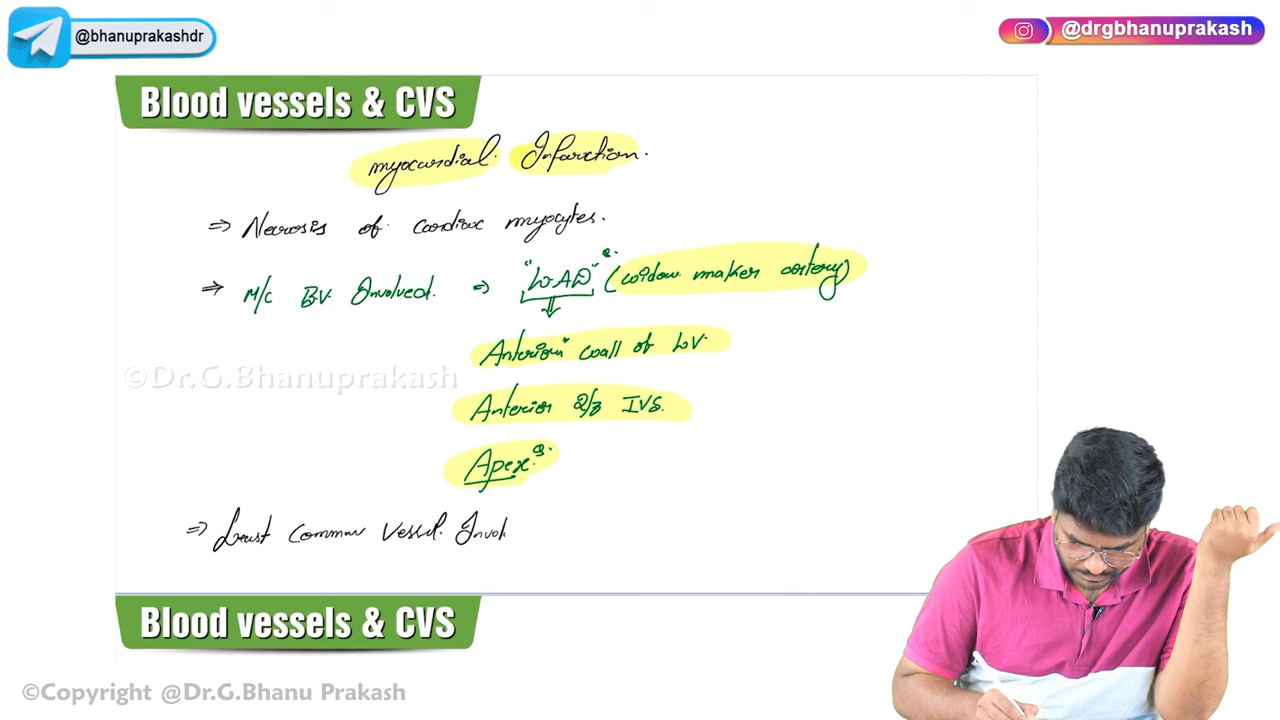 @bhanuprakashdr
@drgbhanuprakash
Blood vessels & CVS
myocardial Infarction.
⇒ Necrosis of cardiac myocytes.
⇒ M/c B.V. Involved. ⇒ "LAD" Q. (widow maker artery)
Anterior wall of LV.
©Dr.G.Bhanuprakash
Anterior 2/3 IVS.
Apex Q.
⇒ Least Common Vessel Invol
Blood vessels & CVS
©Copyright @Dr.G.Bhanu Prakash